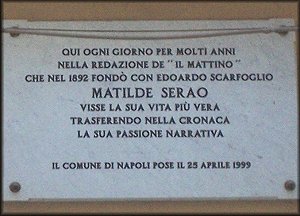 QUI OGNI GIORNO PER MOLTI ANNI
NELLA REDAZIONE DE "IL MATTINO"
CHE NEL 1892 FONDÒ CON EDOARDO SCARFOGLIO
MATILDE SERAO
VISSE LA SUA VITA PIÙ VERA
TRASFERENDO NELLA CRONACA
LA SUA PASSIONE NARRATIVA
IL COMUNE DI NAPOLI POSE IL 25 APRILE 1999